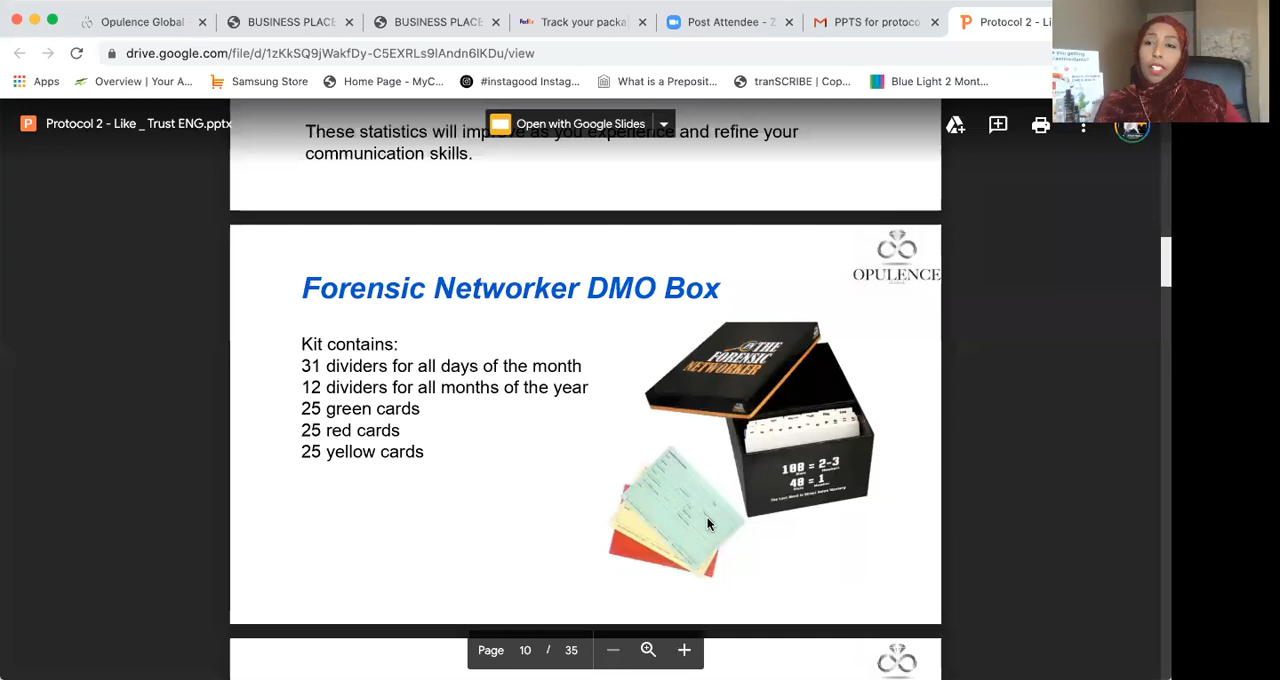 Opulence Global
BUSINESS PLACE
BUSINESS PLACE
Track your packa
Post Attendee - Z
PPTS for protoco
Protocol 2 - Li
drive.google.com/file/d/1zKkSQ9jWakfDy-C5EXRLs9lAndn6lKDu/view
Apps
Overview | Your A...
Samsung Store
Home Page - MyC...
#instagood Instag...
What is a Preposit...
tranSCRIBE | Cop...
Blue Light 2 Mont...
Protocol 2 - Like _ Trust ENG.pptx
Open with Google Slides
These statistics will improve as you experience and refine your
communication skills.
OPULENCE
Forensic Networker DMO Box
Kit contains:
31 dividers for all days of the month
12 dividers for all months of the year
25 green cards
25 red cards
25 yellow cards
THE
FORENSIC
NETWORKER
100 = 2-3
40 = 1
Page 10 / 35